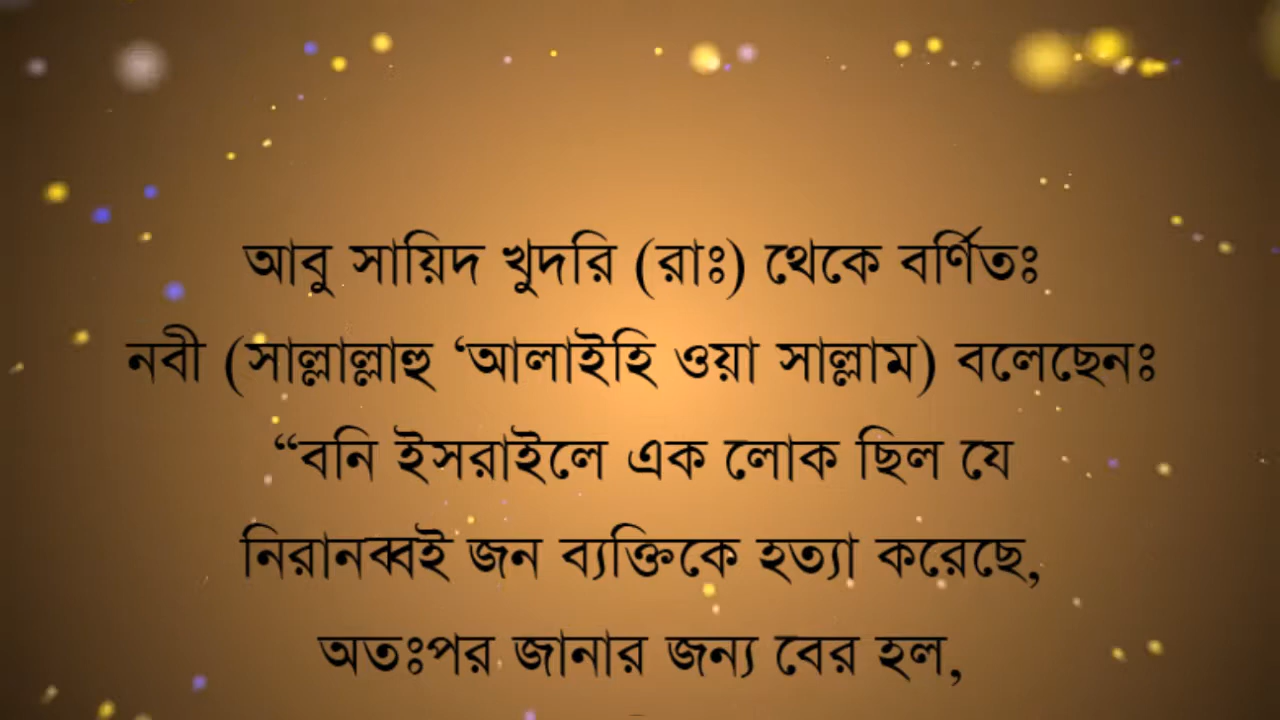 আবু সায়িদ খুদরি (রাঃ) থেকে বর্ণিতঃ
নবী (সাল্লাল্লাহু ‘আলাইহি ওয়া সাল্লাম) বলেছেনঃ
“বনি ইসরাইলে এক লোক ছিল যে
নিরানব্বই জন ব্যক্তিকে হত্যা করেছে,
অতঃপর জানার জন্য বের হল,